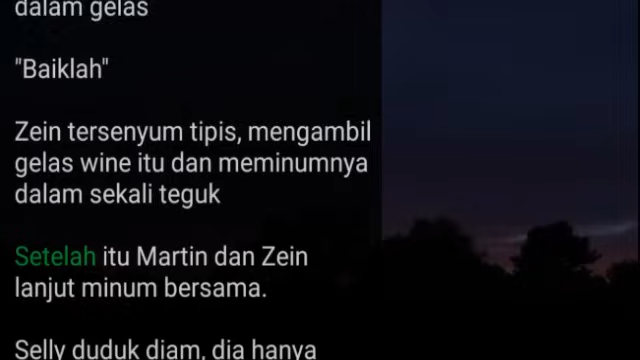 dalam gelas
"Baiklah"
Zein tersenyum tipis, mengambil
gelas wine itu dan meminumnya
dalam sekali teguk
Setelah itu Martin dan Zein
lanjut minum bersama.
Selly duduk diam, dia hanya